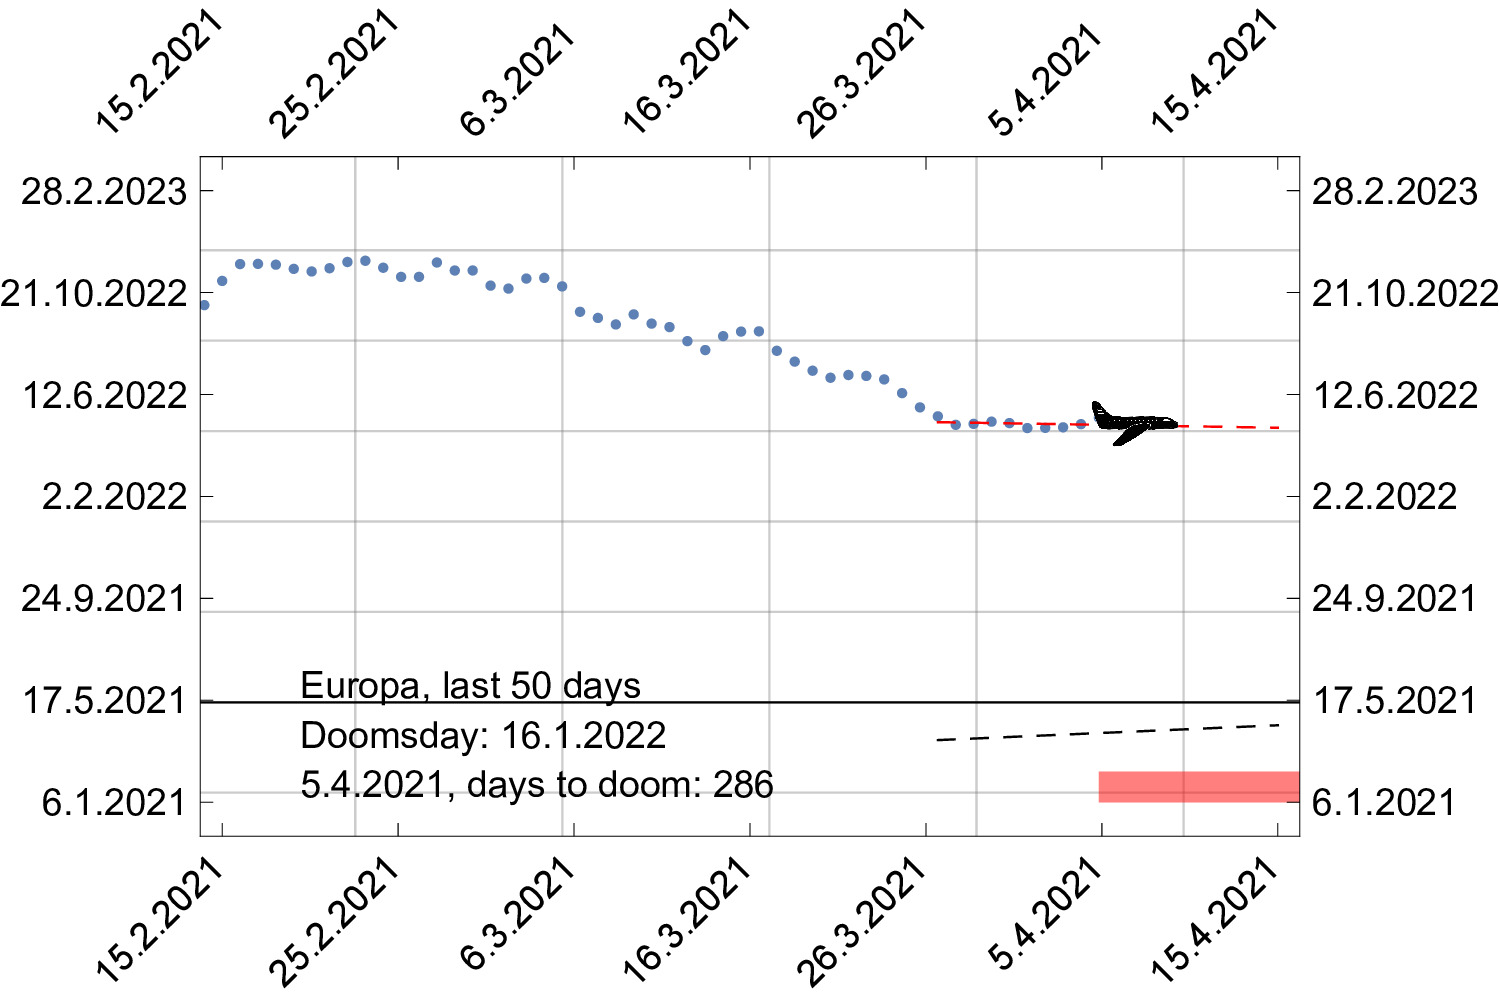 15.2.2021 25.2.2021 6.3.2021 16.3.2021 26.3.2021 5.4.2021 15.4.2021
28.2.2023 28.2.2023
21.10.2022 21.10.2022
12.6.2022 12.6.2022
2.2.2022 2.2.2022
24.9.2021 24.9.2021
Europa, last 50 days
17.5.2021 17.5.2021
Doomsday: 16.1.2022
5.4.2021, days to doom: 286
6.1.2021 6.1.2021
15.2.2021 25.2.2021 6.3.2021 16.3.2021 26.3.2021 5.4.2021 15.4.2021